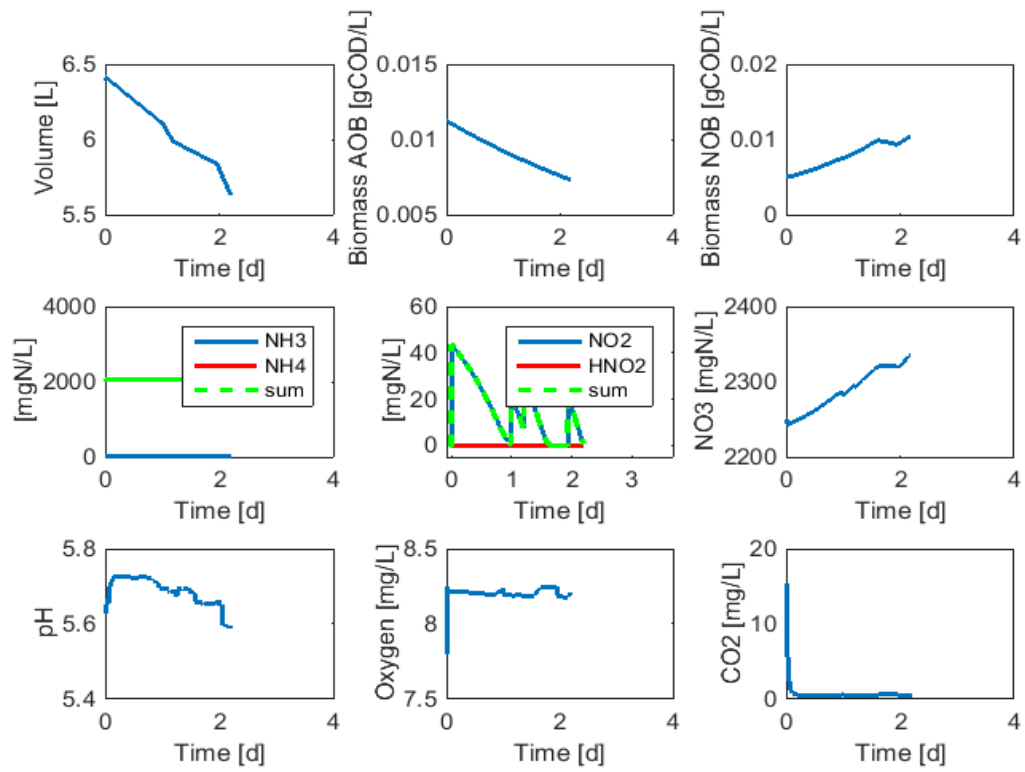 Volume [L]
6.5
6
5.5
0
2
4
Time [d]
Biomass AOB [gCOD/L]
0.015
0.01
0.005
0
2
4
Time [d]
Biomass NOB [gCOD/L]
0.02
0.01
0
0
2
4
Time [d]
[mgN/L]
4000
2000
0
NH3
NH4
sum
0
2
4
Time [d]
[mgN/L]
60
40
20
0
NO2
HNO2
sum
0
1
2
3
Time [d]
NO3 [mgN/L]
2400
2300
2200
0
2
4
Time [d]
pH
5.8
5.6
5.4
0
2
4
Time [d]
Oxygen [mg/L]
8.5
8
7.5
0
2
4
Time [d]
CO2 [mg/L]
20
10
0
0
2
4
Time [d]